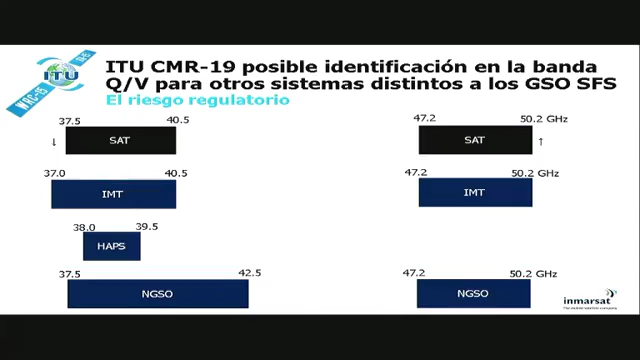 ITU
WRC-15
ITU CMR-19 posible identificación en la banda
Q/V para otros sistemas distintos a los GSO SFS
El riesgo regulatorio
37.5 40.5 47.2 50.2 GHz
↓ SAT SAT ↑
37.0 40.5 47.2 50.2 GHz
IMT IMT
38.0 39.5
HAPS
37.5 42.5 47.2 50.2 GHz
NGSO NGSO
inmarsat